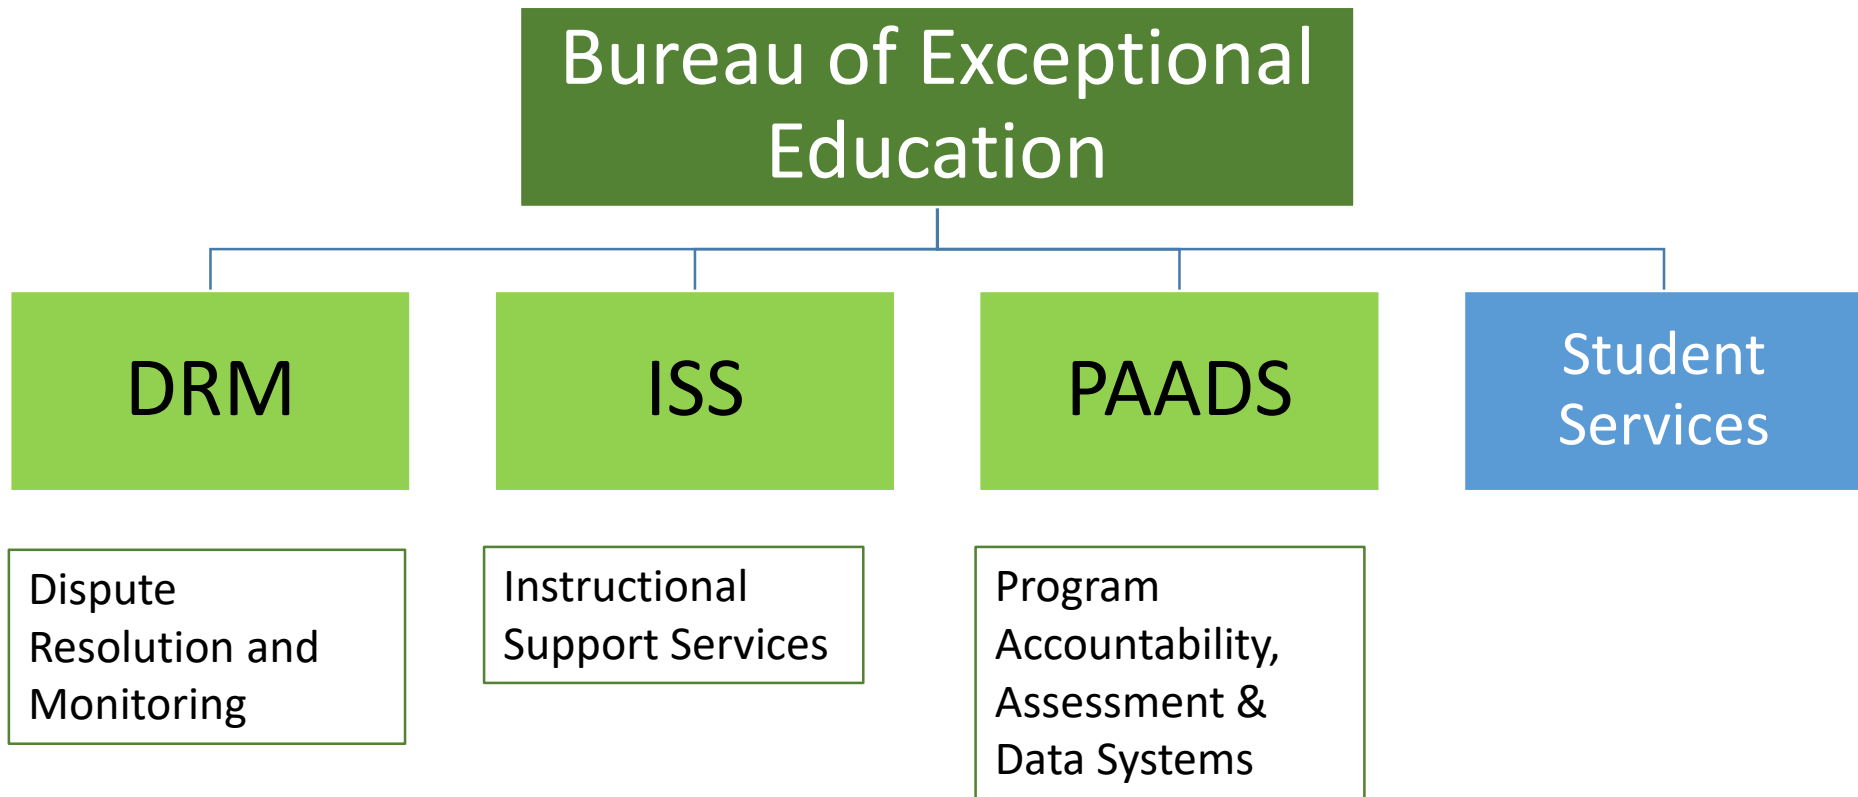 Bureau of Exceptional
Education
DRM
ISS
PAADS
Student
Services
Dispute
Resolution and
Monitoring
Instructional
Support Services
Program
Accountability,
Assessment &
Data Systems